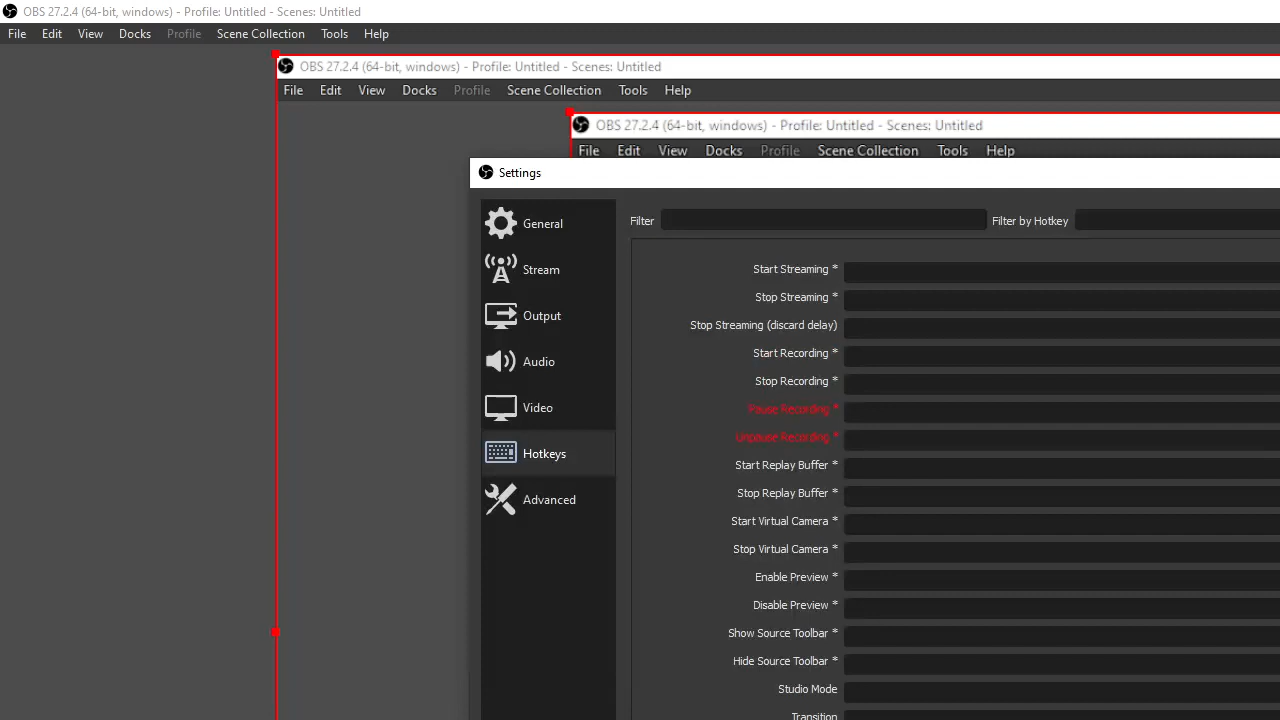 OBS 27.2.4 (64-bit, windows) - Profile: Untitled - Scenes: Untitled
File Edit View Docks Profile Scene Collection Tools Help
OBS 27.2.4 (64-bit, windows) - Profile: Untitled - Scenes: Untitled
File Edit View Docks Profile Scene Collection Tools Help
OBS 27.2.4 (64-bit, windows) - Profile: Untitled - Scenes: Untitled
File Edit View Docks Profile Scene Collection Tools Help
Settings
General
Stream
Output
Audio
Video
Hotkeys
Advanced
Filter Filter by Hotkey
Start Streaming *
Stop Streaming *
Stop Streaming (discard delay)
Start Recording *
Stop Recording *
Pause Recording *
Unpause Recording *
Start Replay Buffer *
Stop Replay Buffer *
Start Virtual Camera *
Stop Virtual Camera *
Enable Preview *
Disable Preview *
Show Source Toolbar *
Hide Source Toolbar *
Studio Mode
Transition